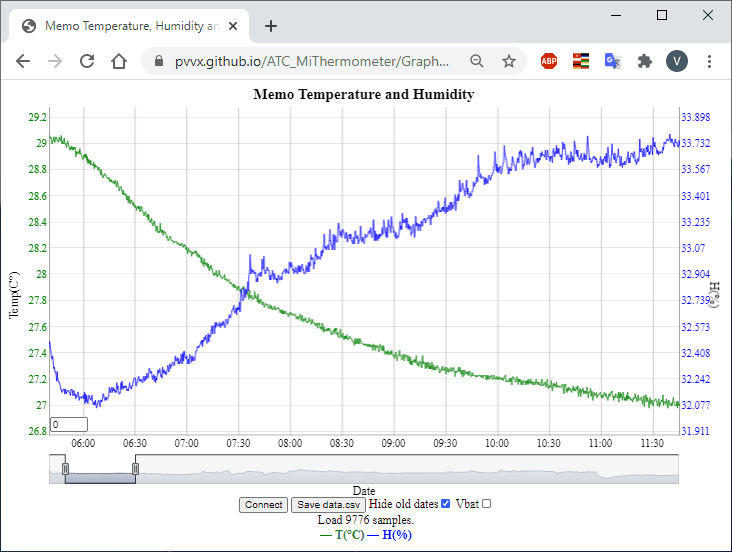 Memo Temperature, Humidity an
pvvx.github.io/ATC_MiThermometer/Graph...
ABP
V
Memo Temperature and Humidity
29.2
29
28.8
28.6
28.4
28.2
28
27.8
27.6
27.4
27.2
27
26.8
Temp(C°)
33.898
33.732
33.567
33.401
33.235
33.07
32.904
32.739
32.573
32.408
32.242
32.077
31.911
H(%)
0
06:00 06:30 07:00 07:30 08:00 08:30 09:00 09:30 10:00 10:30 11:00 11:30
Date
Connect Save data.csv Hide old dates Vbat
Load 9776 samples.
— T(°C) — H(%)